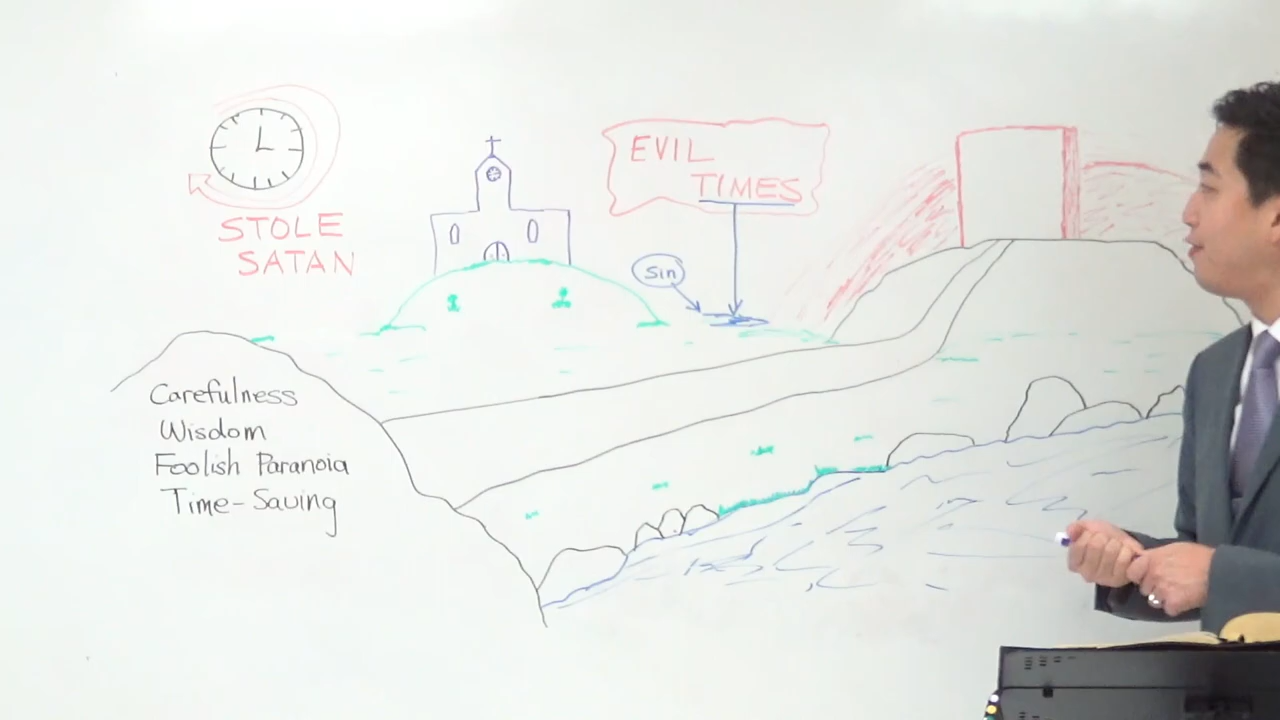 STOLE
SATAN
EVIL
TIMES
Sin
Carefulness
Wisdom
Foolish Paranoia
Time-Saving